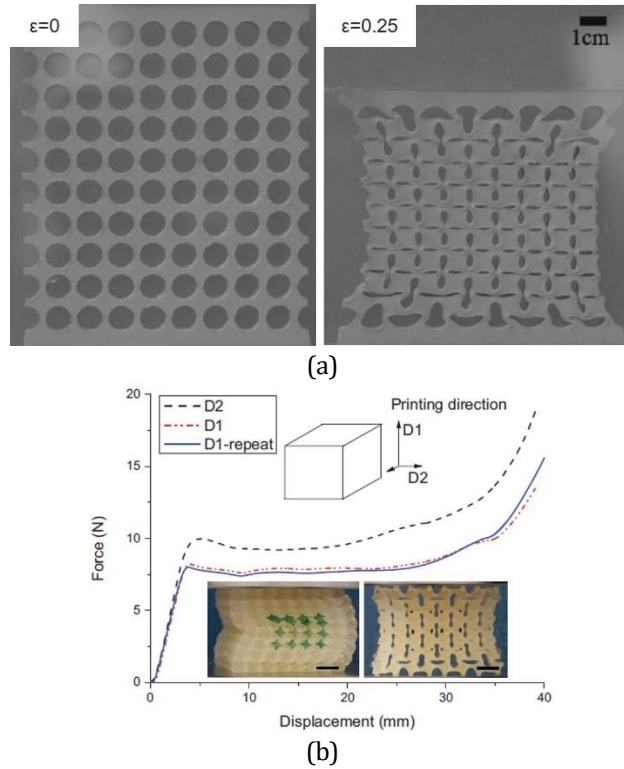 ε=0
ε=0.25
1cm
(a)
20
15
10
5
0
Force (N)
D2
D1
D1-repeat
Printing direction
D1
D2
0
10
20
30
40
Displacement (mm)
(b)